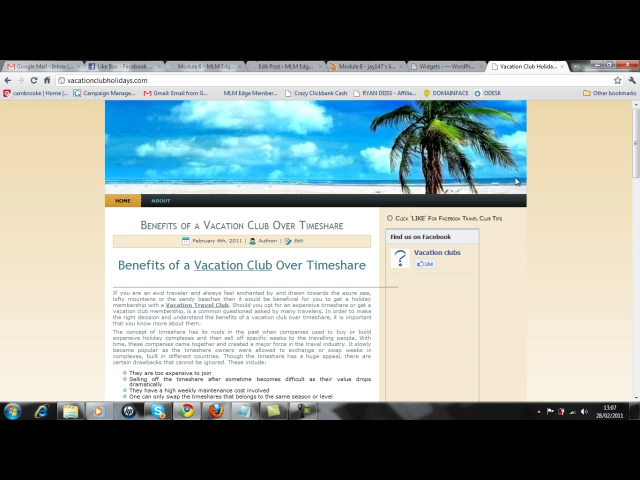 Google Mail - Inbox (
Like Box - Facebook
Module 6 - MLM Edg
Edit Post ‹ MLM Edg
Module 6 - jay147's li
Widgets ‹ — WordPr
Vacation Club Holida...
vacationclubholidays.com
cambrooke | Home |...
Campaign Manage...
Gmail: Email from G...
MLM Edge Member...
Crazy Clickbank Cash
RYAN DEISS - Affilia...
DOMAINFACE
ODESK
Other bookmarks
HOME
ABOUT
Benefits of a Vacation Club Over Timeshare
February 4th, 2011 | Author: | Edit
Benefits of a Vacation Club Over Timeshare
If you are an avid traveler and always feel enchanted by and drawn towards the azure sea,
lofty mountains or the sandy beaches then it would be beneficial for you to get a holiday
membership with a Vacation Travel Club. Should you opt for an expensive timeshare or get a
vacation club membership, is a common questioned asked by many travelers. In order to make
the right decision and understand the benefits of a vacation club over timeshare, it is important
that you know more about them.
The concept of timeshare has its roots in the past when companies used to buy or build
expensive holiday complexes and then sell off specific weeks to the travelling people. With
time, these companies came together and created a major force in the travel industry. It slowly
became popular as the timeshare owners were allowed to exchange or swap weeks in
complexes, built in different countries. Though the timeshare has a huge appeal, there are
certain drawbacks that cannot be ignored. These include:
They are too expensive to join
Selling off the timeshare after sometime becomes difficult as their value drops
dramatically
They have a high weekly maintenance cost involved
One can only swap the timeshares that belongs to the same season or level
Click 'LIKE' For Facebook Travel Club Tips
Find us on Facebook
Vacation clubs
Like
13:07
28/02/2011